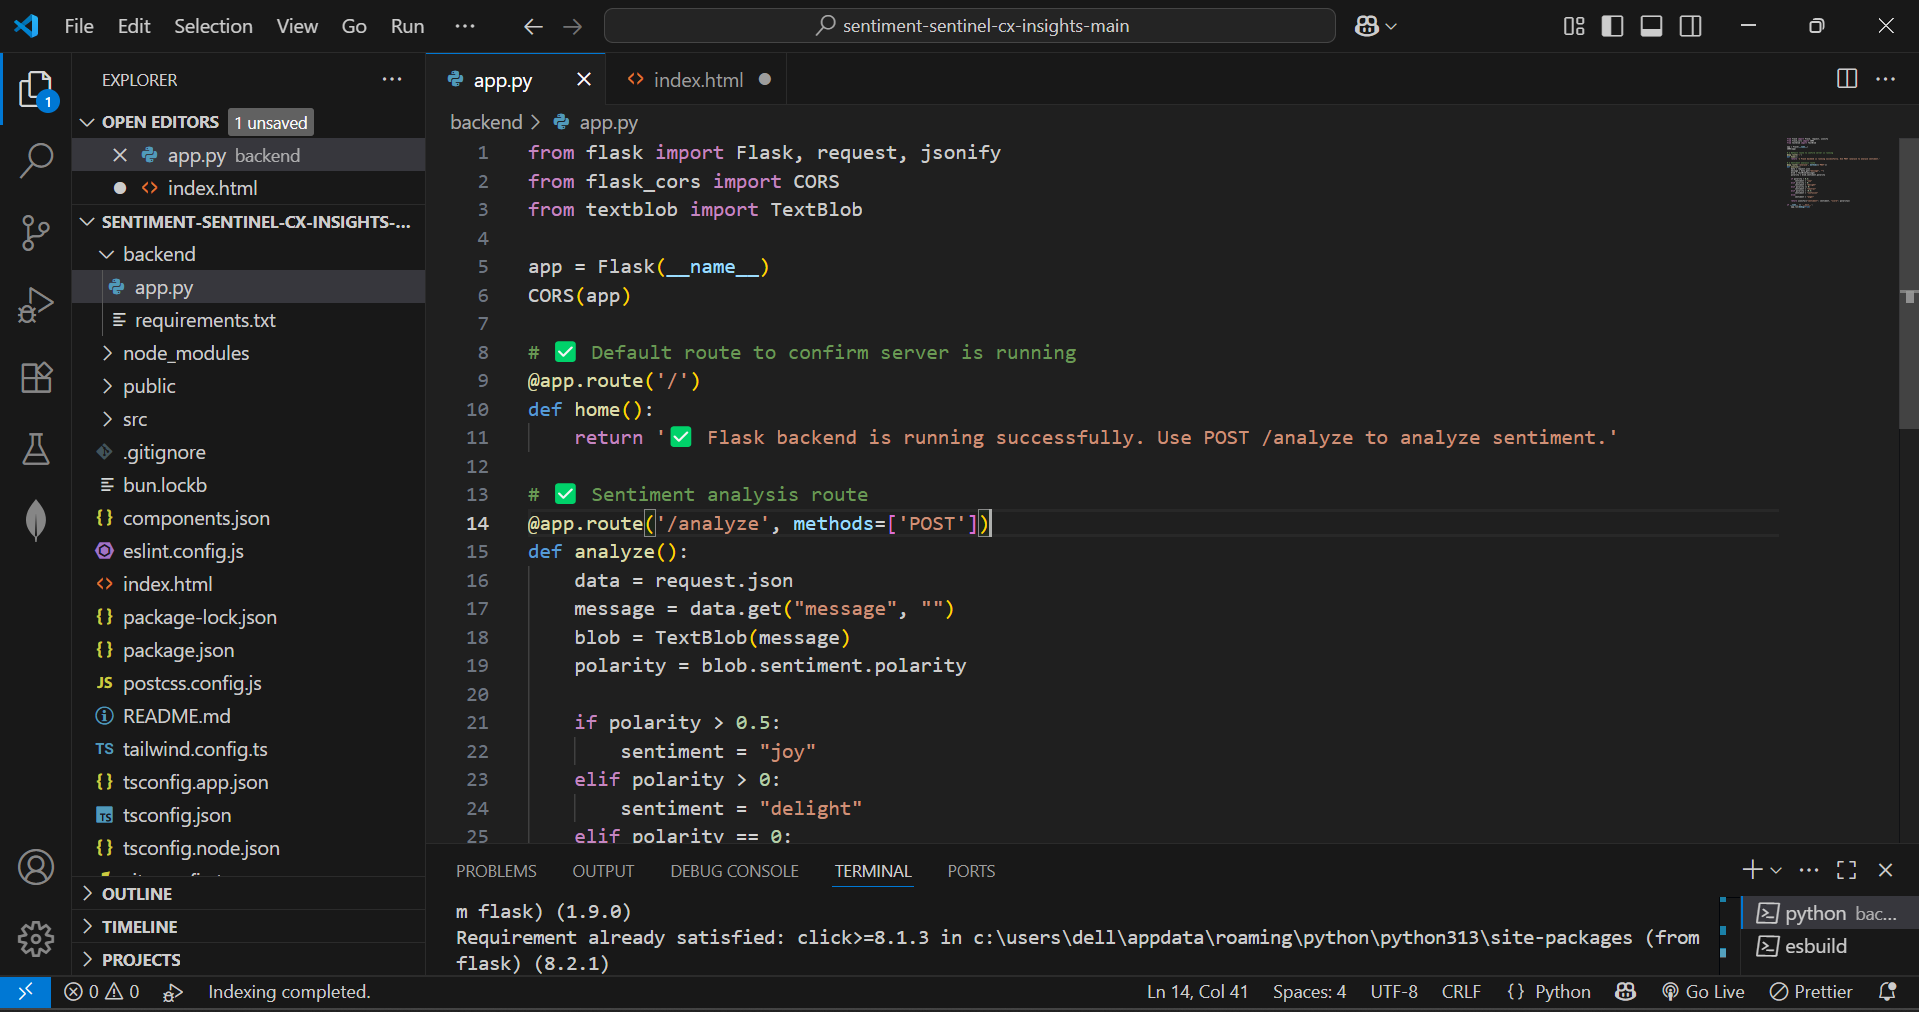 File Edit Selection View Go Run ··· sentiment-sentinel-cx-insights-main
EXPLORER
OPEN EDITORS 1 unsaved
app.py backend
index.html
SENTIMENT-SENTINEL-CX-INSIGHTS-...
backend
app.py
requirements.txt
node_modules
public
src
.gitignore
bun.lockb
components.json
eslint.config.js
index.html
package-lock.json
package.json
postcss.config.js
README.md
tailwind.config.ts
tsconfig.app.json
tsconfig.json
tsconfig.node.json
OUTLINE
TIMELINE
PROJECTS
app.py index.html
backend > app.py
1 from flask import Flask, request, jsonify
2 from flask_cors import CORS
3 from textblob import TextBlob
4
5 app = Flask(__name__)
6 CORS(app)
7
8 # ✅ Default route to confirm server is running
9 @app.route('/')
10 def home():
11     return '✅ Flask backend is running successfully. Use POST /analyze to analyze sentiment.'
12
13 # ✅ Sentiment analysis route
14 @app.route('/analyze', methods=['POST'])
15 def analyze():
16     data = request.json
17     message = data.get("message", "")
18     blob = TextBlob(message)
19     polarity = blob.sentiment.polarity
20
21     if polarity > 0.5:
22         sentiment = "joy"
23     elif polarity > 0:
24         sentiment = "delight"
25     elif polarity == 0:
PROBLEMS OUTPUT DEBUG CONSOLE TERMINAL PORTS
m flask) (1.9.0)
Requirement already satisfied: click>=8.1.3 in c:\users\dell\appdata\roaming\python\python313\site-packages (from
flask) (8.2.1)
python bac...
esbuild
0 0 Indexing completed. Ln 14, Col 41 Spaces: 4 UTF-8 CRLF {} Python Go Live Prettier